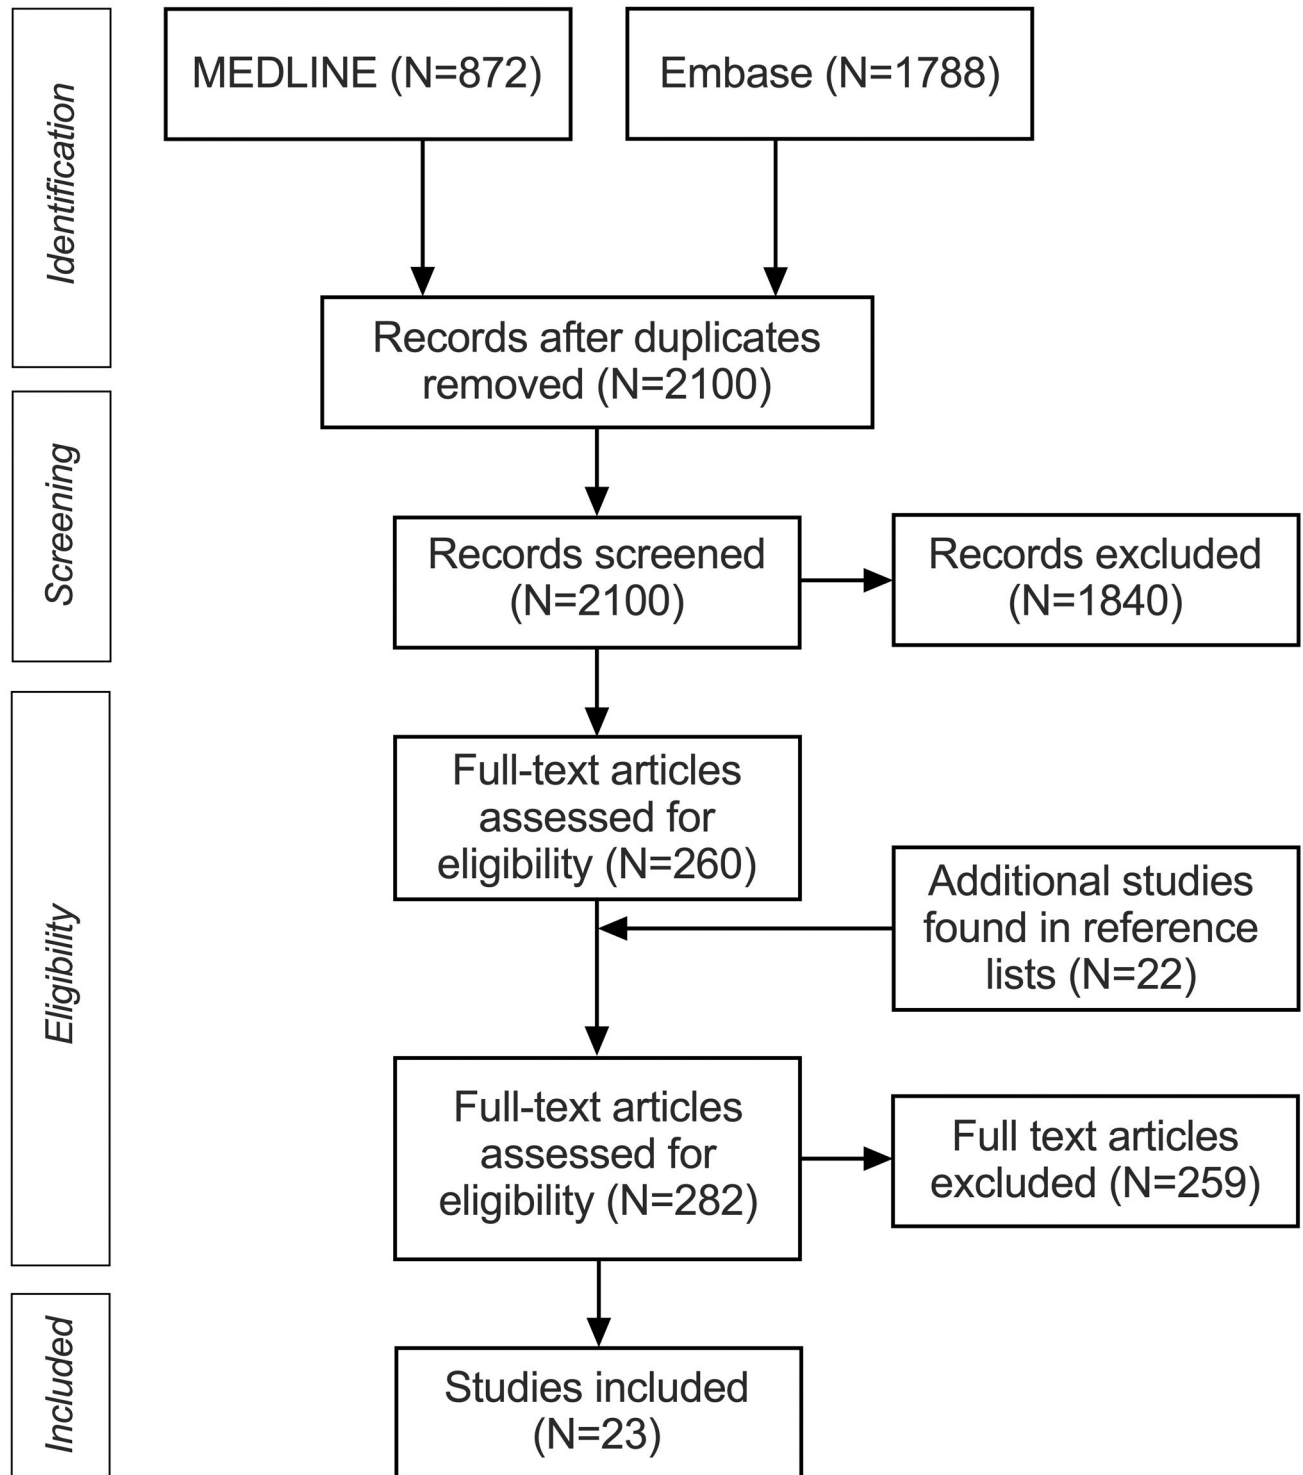 Identification
MEDLINE (N=872)
Embase (N=1788)
Records after duplicates
removed (N=2100)
Screening
Records screened
(N=2100)
Records excluded
(N=1840)
Eligibility
Full-text articles
assessed for
eligibility (N=260)
Additional studies
found in reference
lists (N=22)
Full-text articles
assessed for
eligibility (N=282)
Full text articles
excluded (N=259)
Included
Studies included
(N=23)